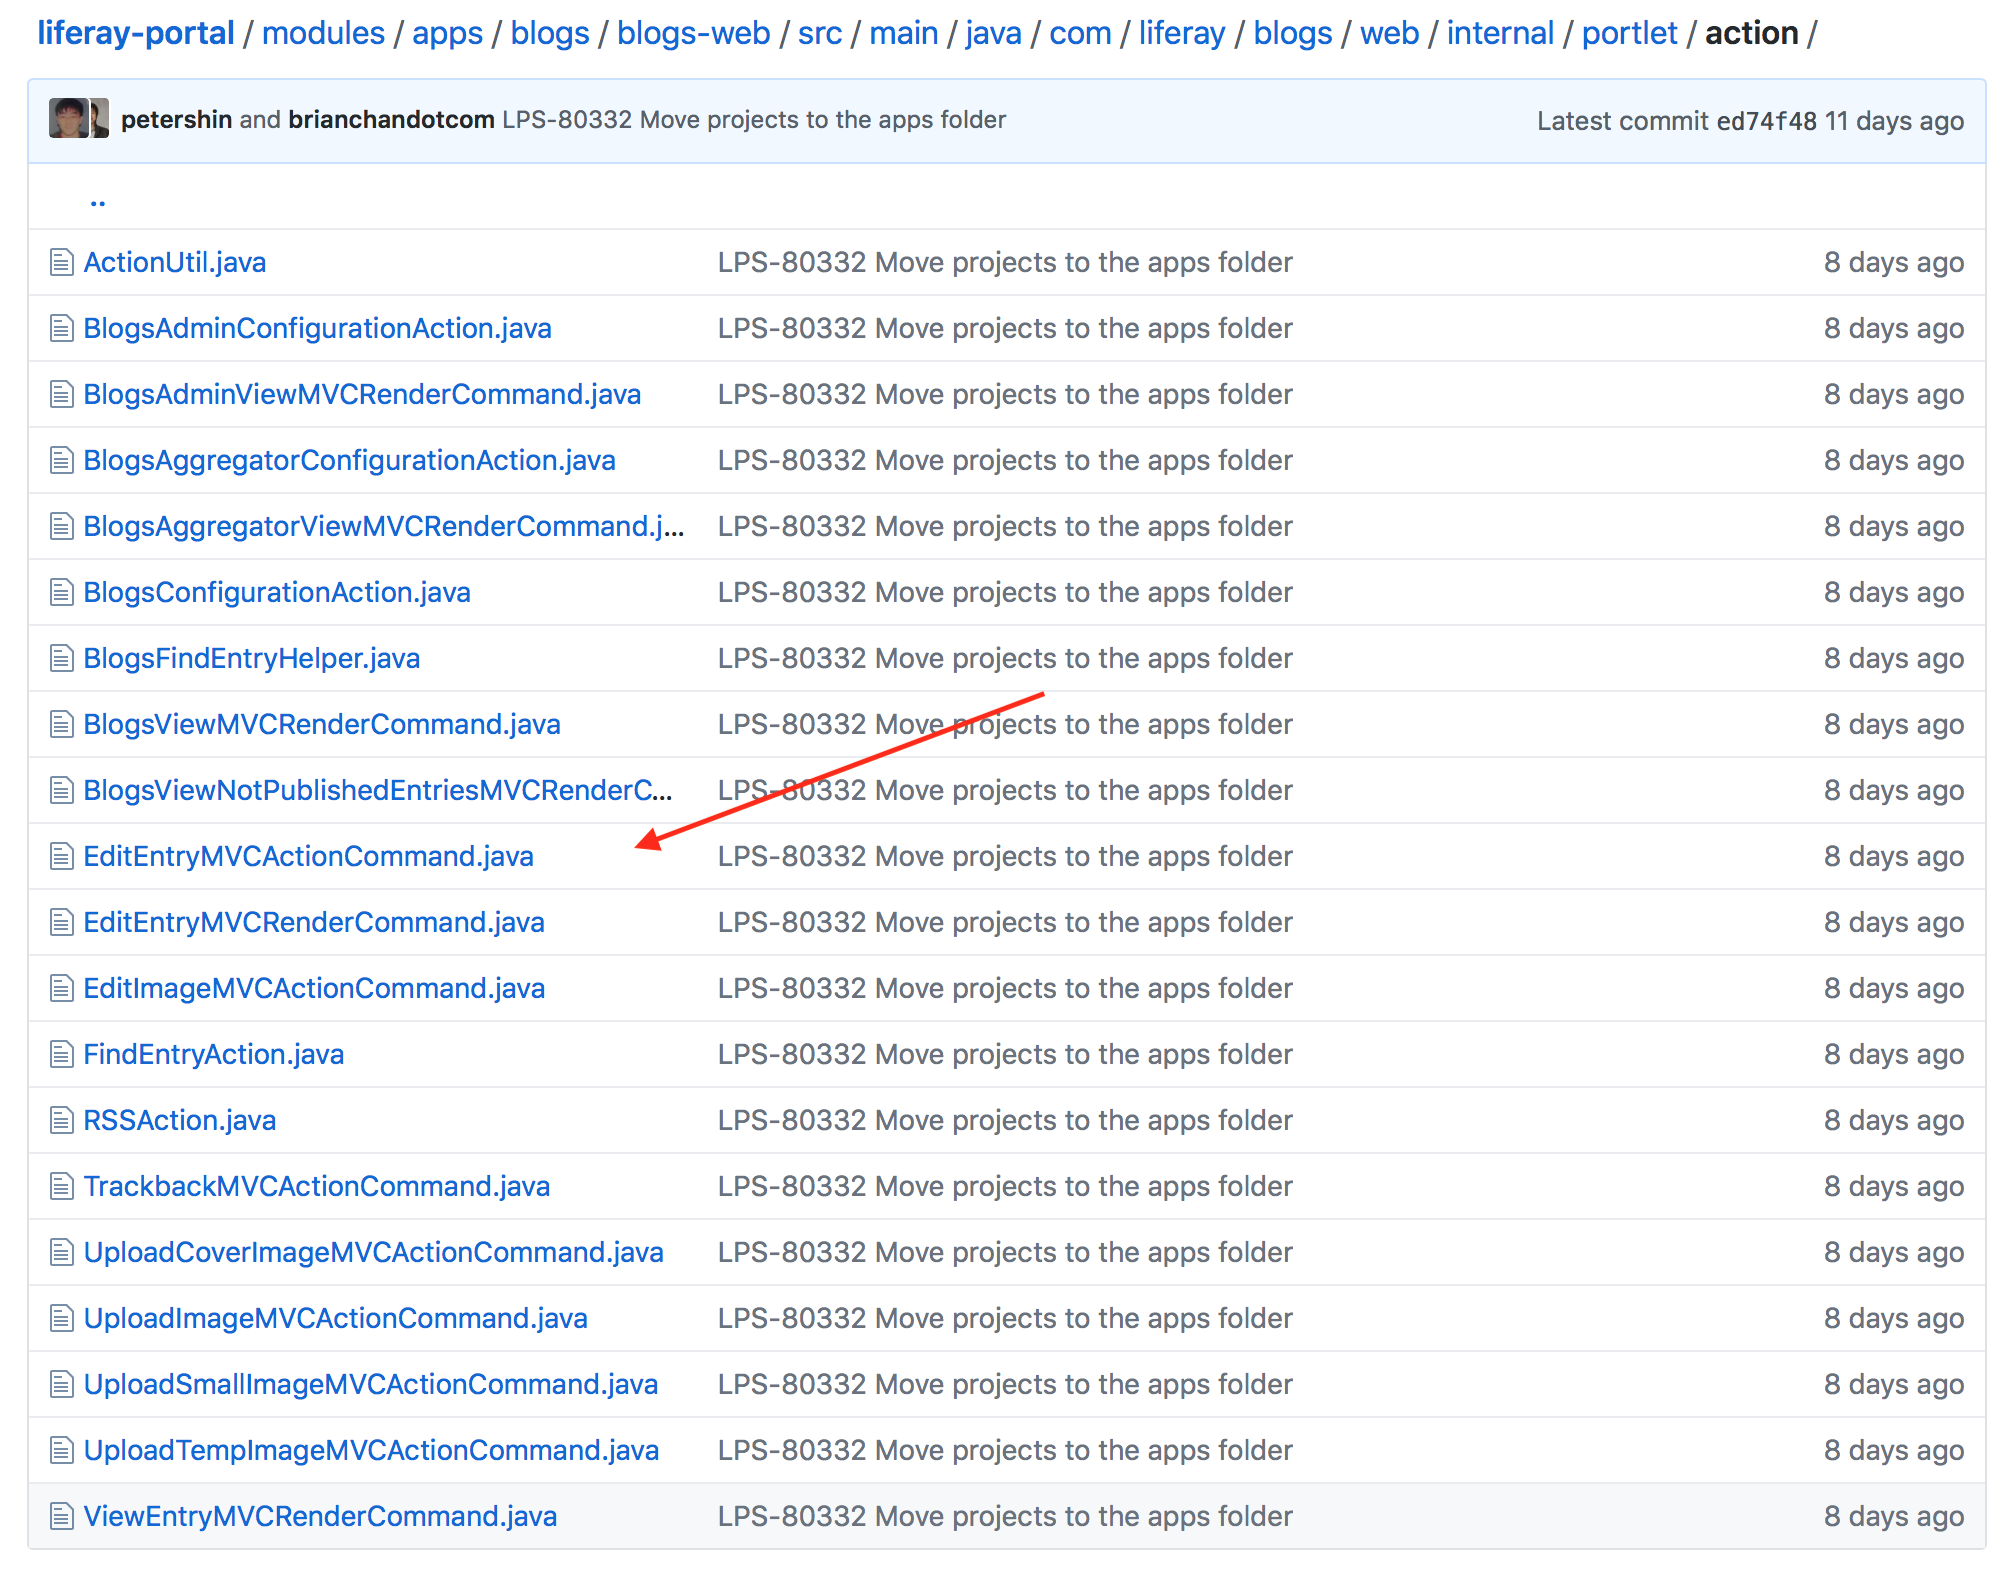 liferay-portal / modules / apps / blogs / blogs-web / src / main / java / com / liferay / blogs / web / internal / portlet / action /
petershin and brianchandotcom LPS-80332 Move projects to the apps folder Latest commit ed74f48 11 days ago
..
ActionUtil.java LPS-80332 Move projects to the apps folder 8 days ago
BlogsAdminConfigurationAction.java LPS-80332 Move projects to the apps folder 8 days ago
BlogsAdminViewMVCRenderCommand.java LPS-80332 Move projects to the apps folder 8 days ago
BlogsAggregatorConfigurationAction.java LPS-80332 Move projects to the apps folder 8 days ago
BlogsAggregatorViewMVCRenderCommand.j... LPS-80332 Move projects to the apps folder 8 days ago
BlogsConfigurationAction.java LPS-80332 Move projects to the apps folder 8 days ago
BlogsFindEntryHelper.java LPS-80332 Move projects to the apps folder 8 days ago
BlogsViewMVCRenderCommand.java LPS-80332 Move projects to the apps folder 8 days ago
BlogsViewNotPublishedEntriesMVCRenderC... LPS-80332 Move projects to the apps folder 8 days ago
EditEntryMVCActionCommand.java LPS-80332 Move projects to the apps folder 8 days ago
EditEntryMVCRenderCommand.java LPS-80332 Move projects to the apps folder 8 days ago
EditImageMVCActionCommand.java LPS-80332 Move projects to the apps folder 8 days ago
FindEntryAction.java LPS-80332 Move projects to the apps folder 8 days ago
RSSAction.java LPS-80332 Move projects to the apps folder 8 days ago
TrackbackMVCActionCommand.java LPS-80332 Move projects to the apps folder 8 days ago
UploadCoverImageMVCActionCommand.java LPS-80332 Move projects to the apps folder 8 days ago
UploadImageMVCActionCommand.java LPS-80332 Move projects to the apps folder 8 days ago
UploadSmallImageMVCActionCommand.java LPS-80332 Move projects to the apps folder 8 days ago
UploadTempImageMVCActionCommand.java LPS-80332 Move projects to the apps folder 8 days ago
ViewEntryMVCRenderCommand.java LPS-80332 Move projects to the apps folder 8 days ago